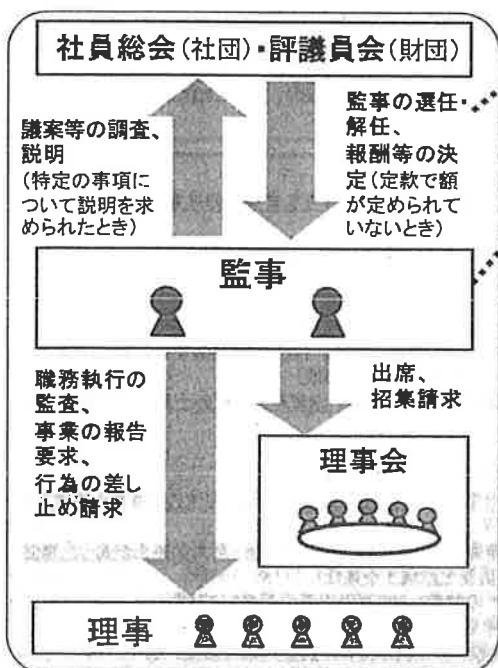 社員総会(社団)・評議員会(財団)
議案等の調査、
説明
(特定の事項に
ついて説明を求
められたとき)
監事の選任・
解任、
報酬等の決
定(定款で額
が定められて
いないとき)
監事
職務執行の
監査、
事業の報告
要求、
行為の差し
止め請求
出席、
招集請求
理事会
理事